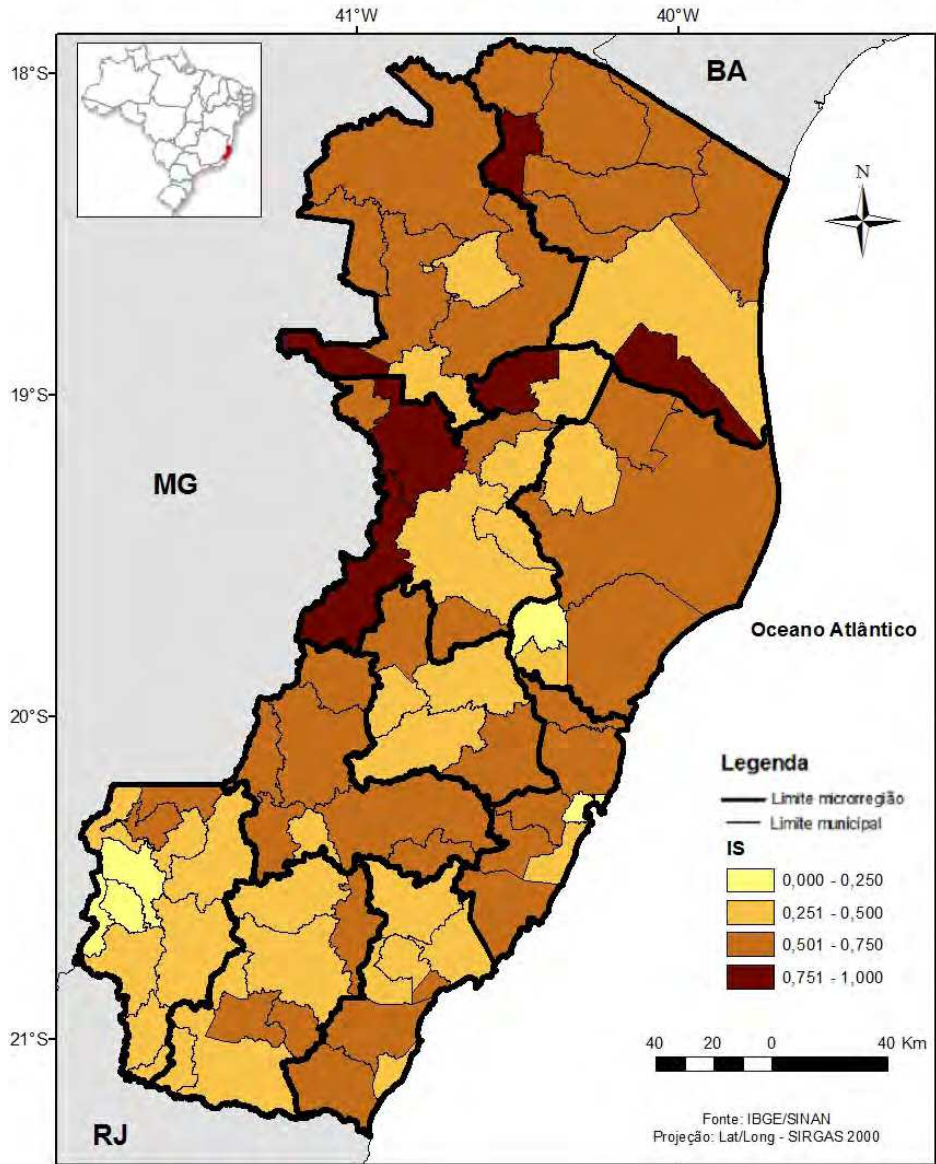 41°W
40°W
18°S
BA
N
19°S
MG
Oceano Atlântico
20°S
Legenda
Límite microrregião
Límite municipal
IS
0,000 - 0,250
0,251 - 0,500
0,501 - 0,750
0,751 - 1,000
21°S
40 20 0 40 Km
Fonte: IBGE/SINAN
Projeção: Lat/Long - SIRGAS 2000
RJ